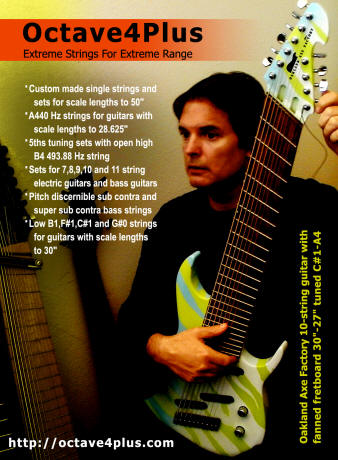 Octave4Plus
Extreme Strings For Extreme Range
*Custom made single strings and
sets for scale lengths to 50"
*A440 Hz strings for guitars with
scale lengths to 28.625"
*5ths tuning sets with open high
B4 493.88 Hz string
*Sets for 7,8,9,10 and 11 string
electric guitars and bass guitars
*Pitch discernible sub contra and
super sub contra bass strings
*Low B1,F#1,C#1 and G#0 strings
for guitars with scale lengths
to 30"
Oakland Axe Factory 10-string guitar with
fanned fretboard 30"-27" tuned C#1-A4
http://octave4plus.com